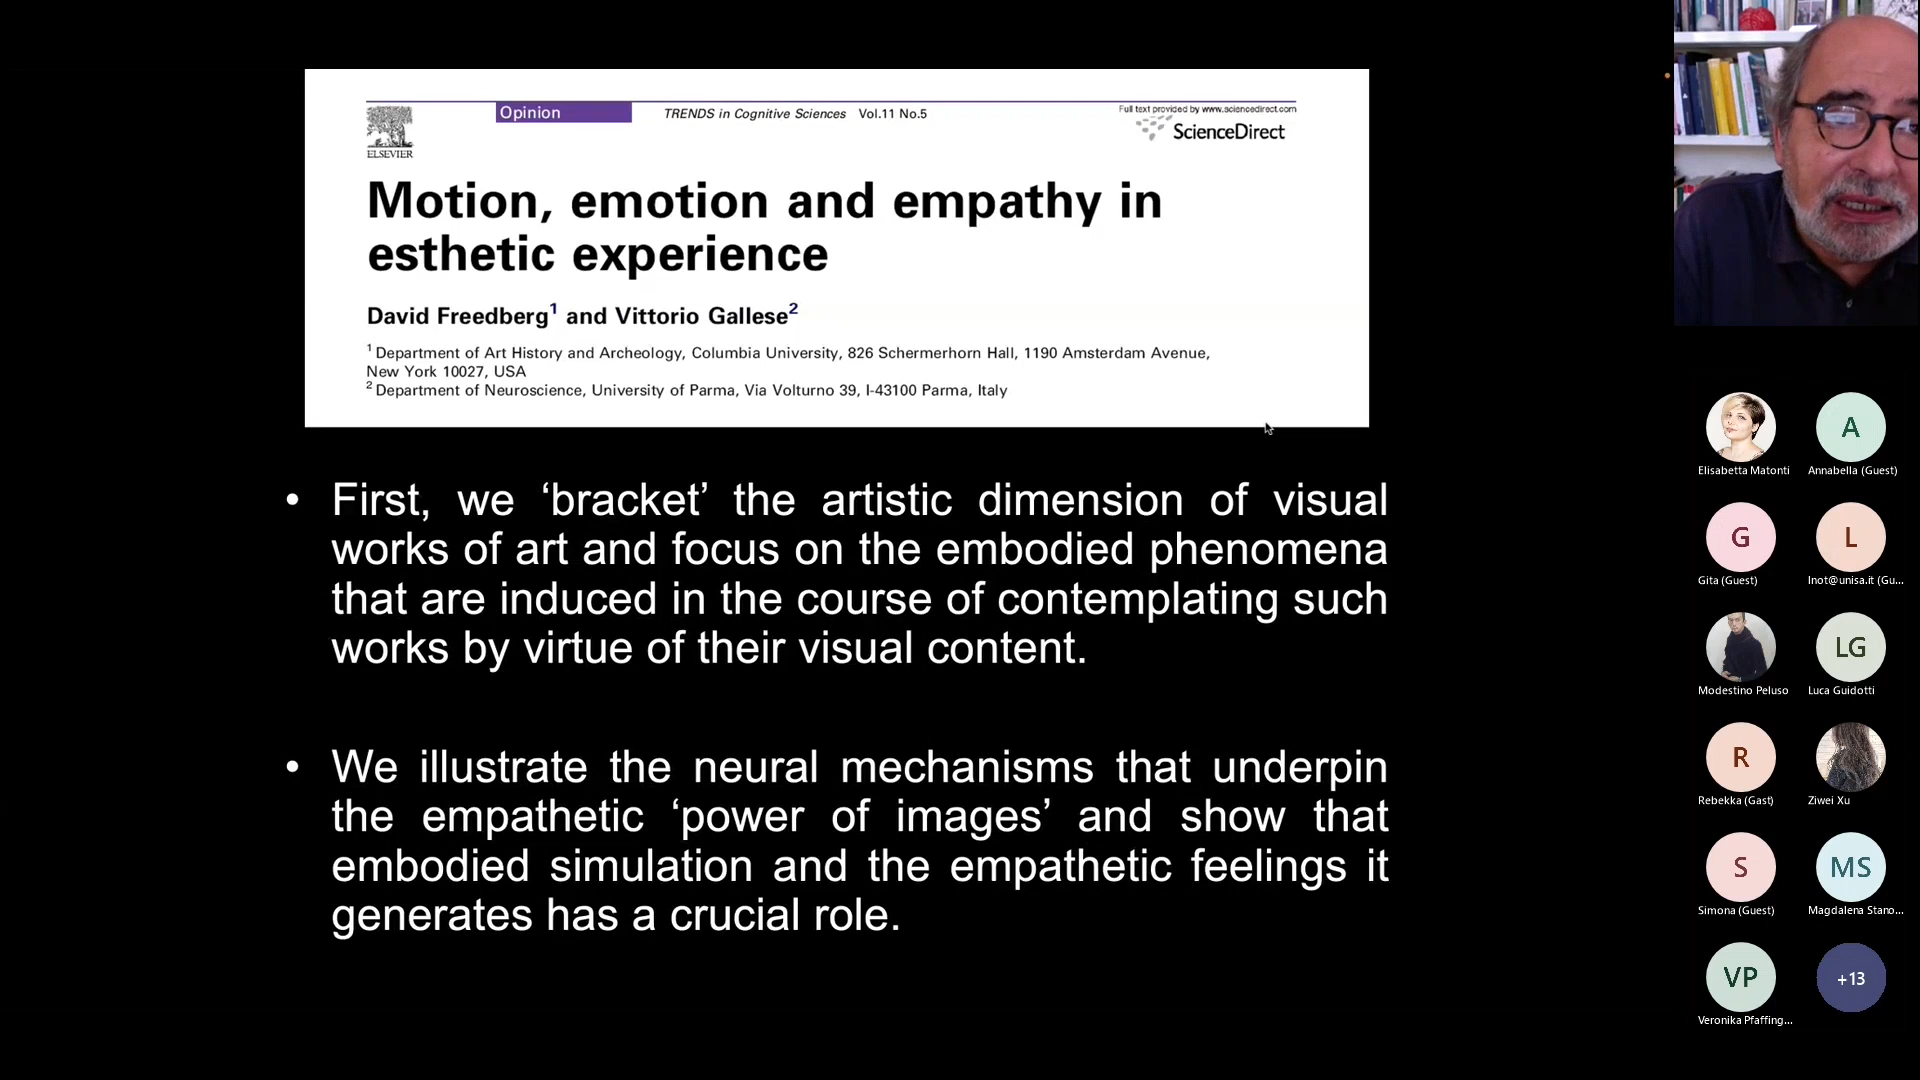 Opinion
TRENDS in Cognitive Sciences Vol.11 No.5
Full text provided by www.sciencedirect.com
ScienceDirect
ELSEVIER
Motion, emotion and empathy in
esthetic experience
David Freedberg1 and Vittorio Gallese2
1 Department of Art History and Archeology, Columbia University, 826 Schermerhorn Hall, 1190 Amsterdam Avenue,
New York 10027, USA
2 Department of Neuroscience, University of Parma, Via Volturno 39, I-43100 Parma, Italy
• First, we ‘bracket’ the artistic dimension of visual
works of art and focus on the embodied phenomena
that are induced in the course of contemplating such
works by virtue of their visual content.
• We illustrate the neural mechanisms that underpin
the empathetic ‘power of images’ and show that
embodied simulation and the empathetic feelings it
generates has a crucial role.
Elisabetta Matonti
A
Annabella (Guest)
G
Gita (Guest)
L
lnot@unisa.it (Gu...
Modestino Peluso
LG
Luca Guidotti
R
Rebekka (Gast)
Ziwei Xu
S
Simona (Guest)
MS
Magdalena Stano...
VP
Veronika Pfaffing...
+13